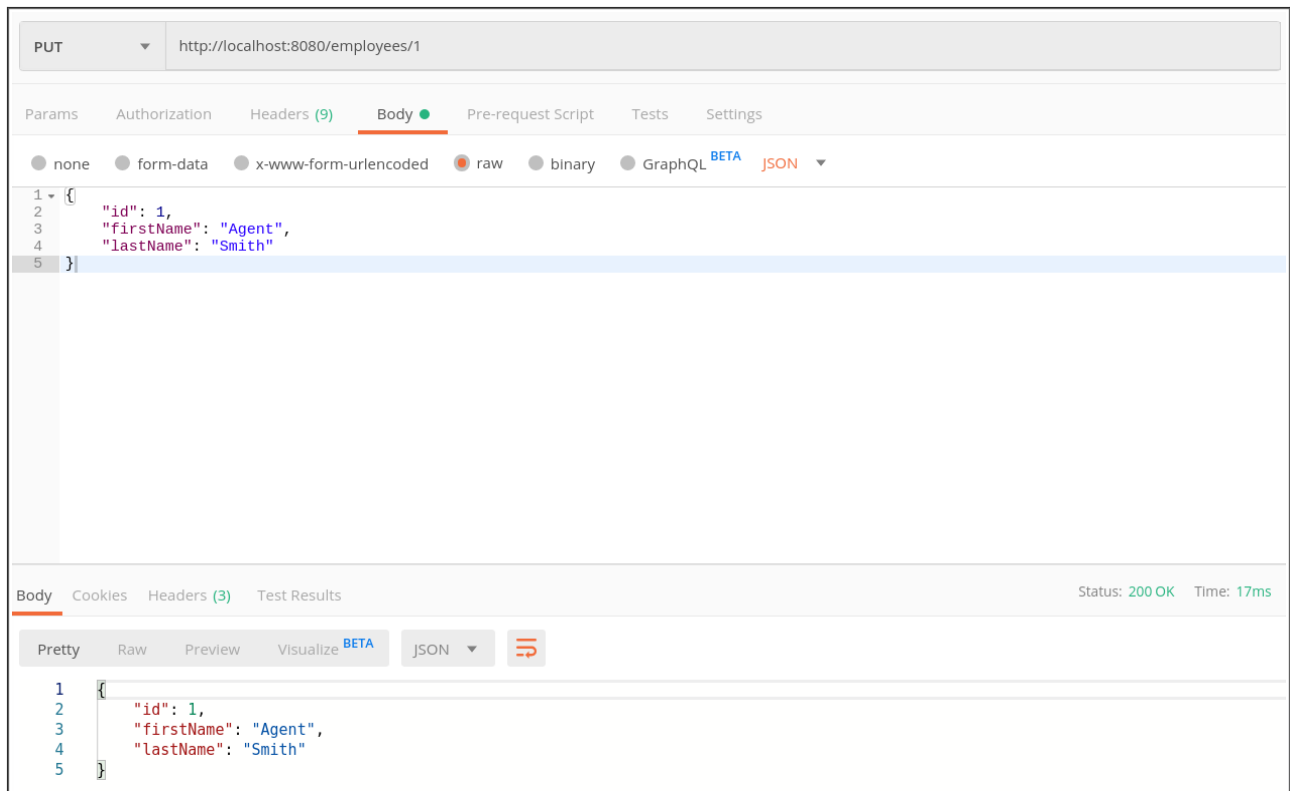 PUT http://localhost:8080/employees/1
Params Authorization Headers (9) Body Pre-request Script Tests Settings
none form-data x-www-form-urlencoded raw binary GraphQL BETA JSON
1 {
2 "id": 1,
3 "firstName": "Agent",
4 "lastName": "Smith"
5 }
Body Cookies Headers (3) Test Results Status: 200 OK Time: 17ms
Pretty Raw Preview Visualize BETA JSON
1 {
2 "id": 1,
3 "firstName": "Agent",
4 "lastName": "Smith"
5 }